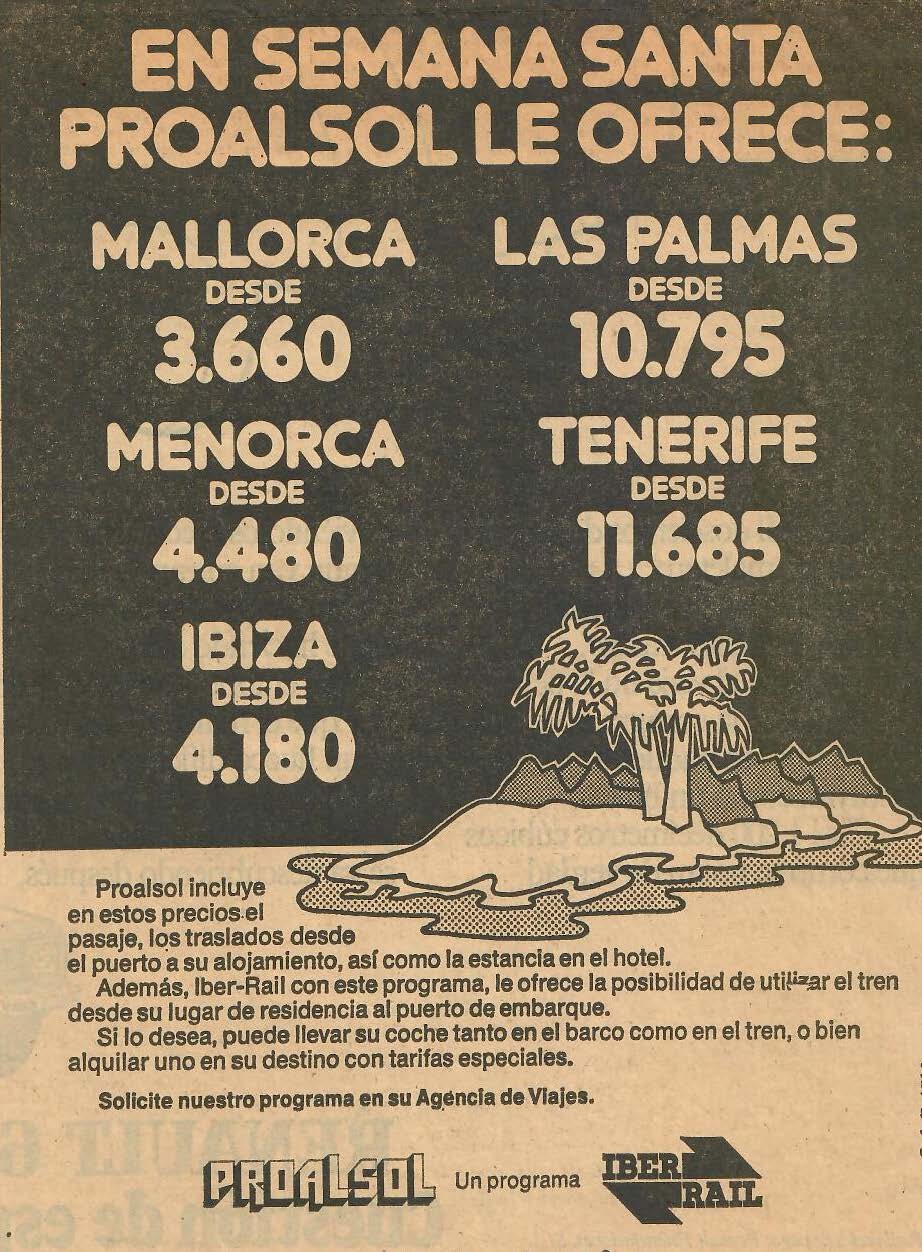 EN SEMANA SANTA
PROALSOL LE OFRECE:
MALLORCA
DESDE
3.660
MENORCA
DESDE
4.480
IBIZA
DESDE
4.180
LAS PALMAS
DESDE
10.795
TENERIFE
DESDE
11.685
Proalsol incluye
en estos precios el
pasaje, los traslados desde
el puerto a su alojamiento, así como la estancia en el hotel.
Además, Iber-Rail con este programa, le ofrece la posibilidad de utilizar el tren
desde su lugar de residencia al puerto de embarque.
Si lo desea, puede llevar su coche tanto en el barco como en el tren, o bien
alquilar uno en su destino con tarifas especiales.
Solicite nuestro programa en su Agencia de Viajes.
PROALSOL Un programa IBER RAIL